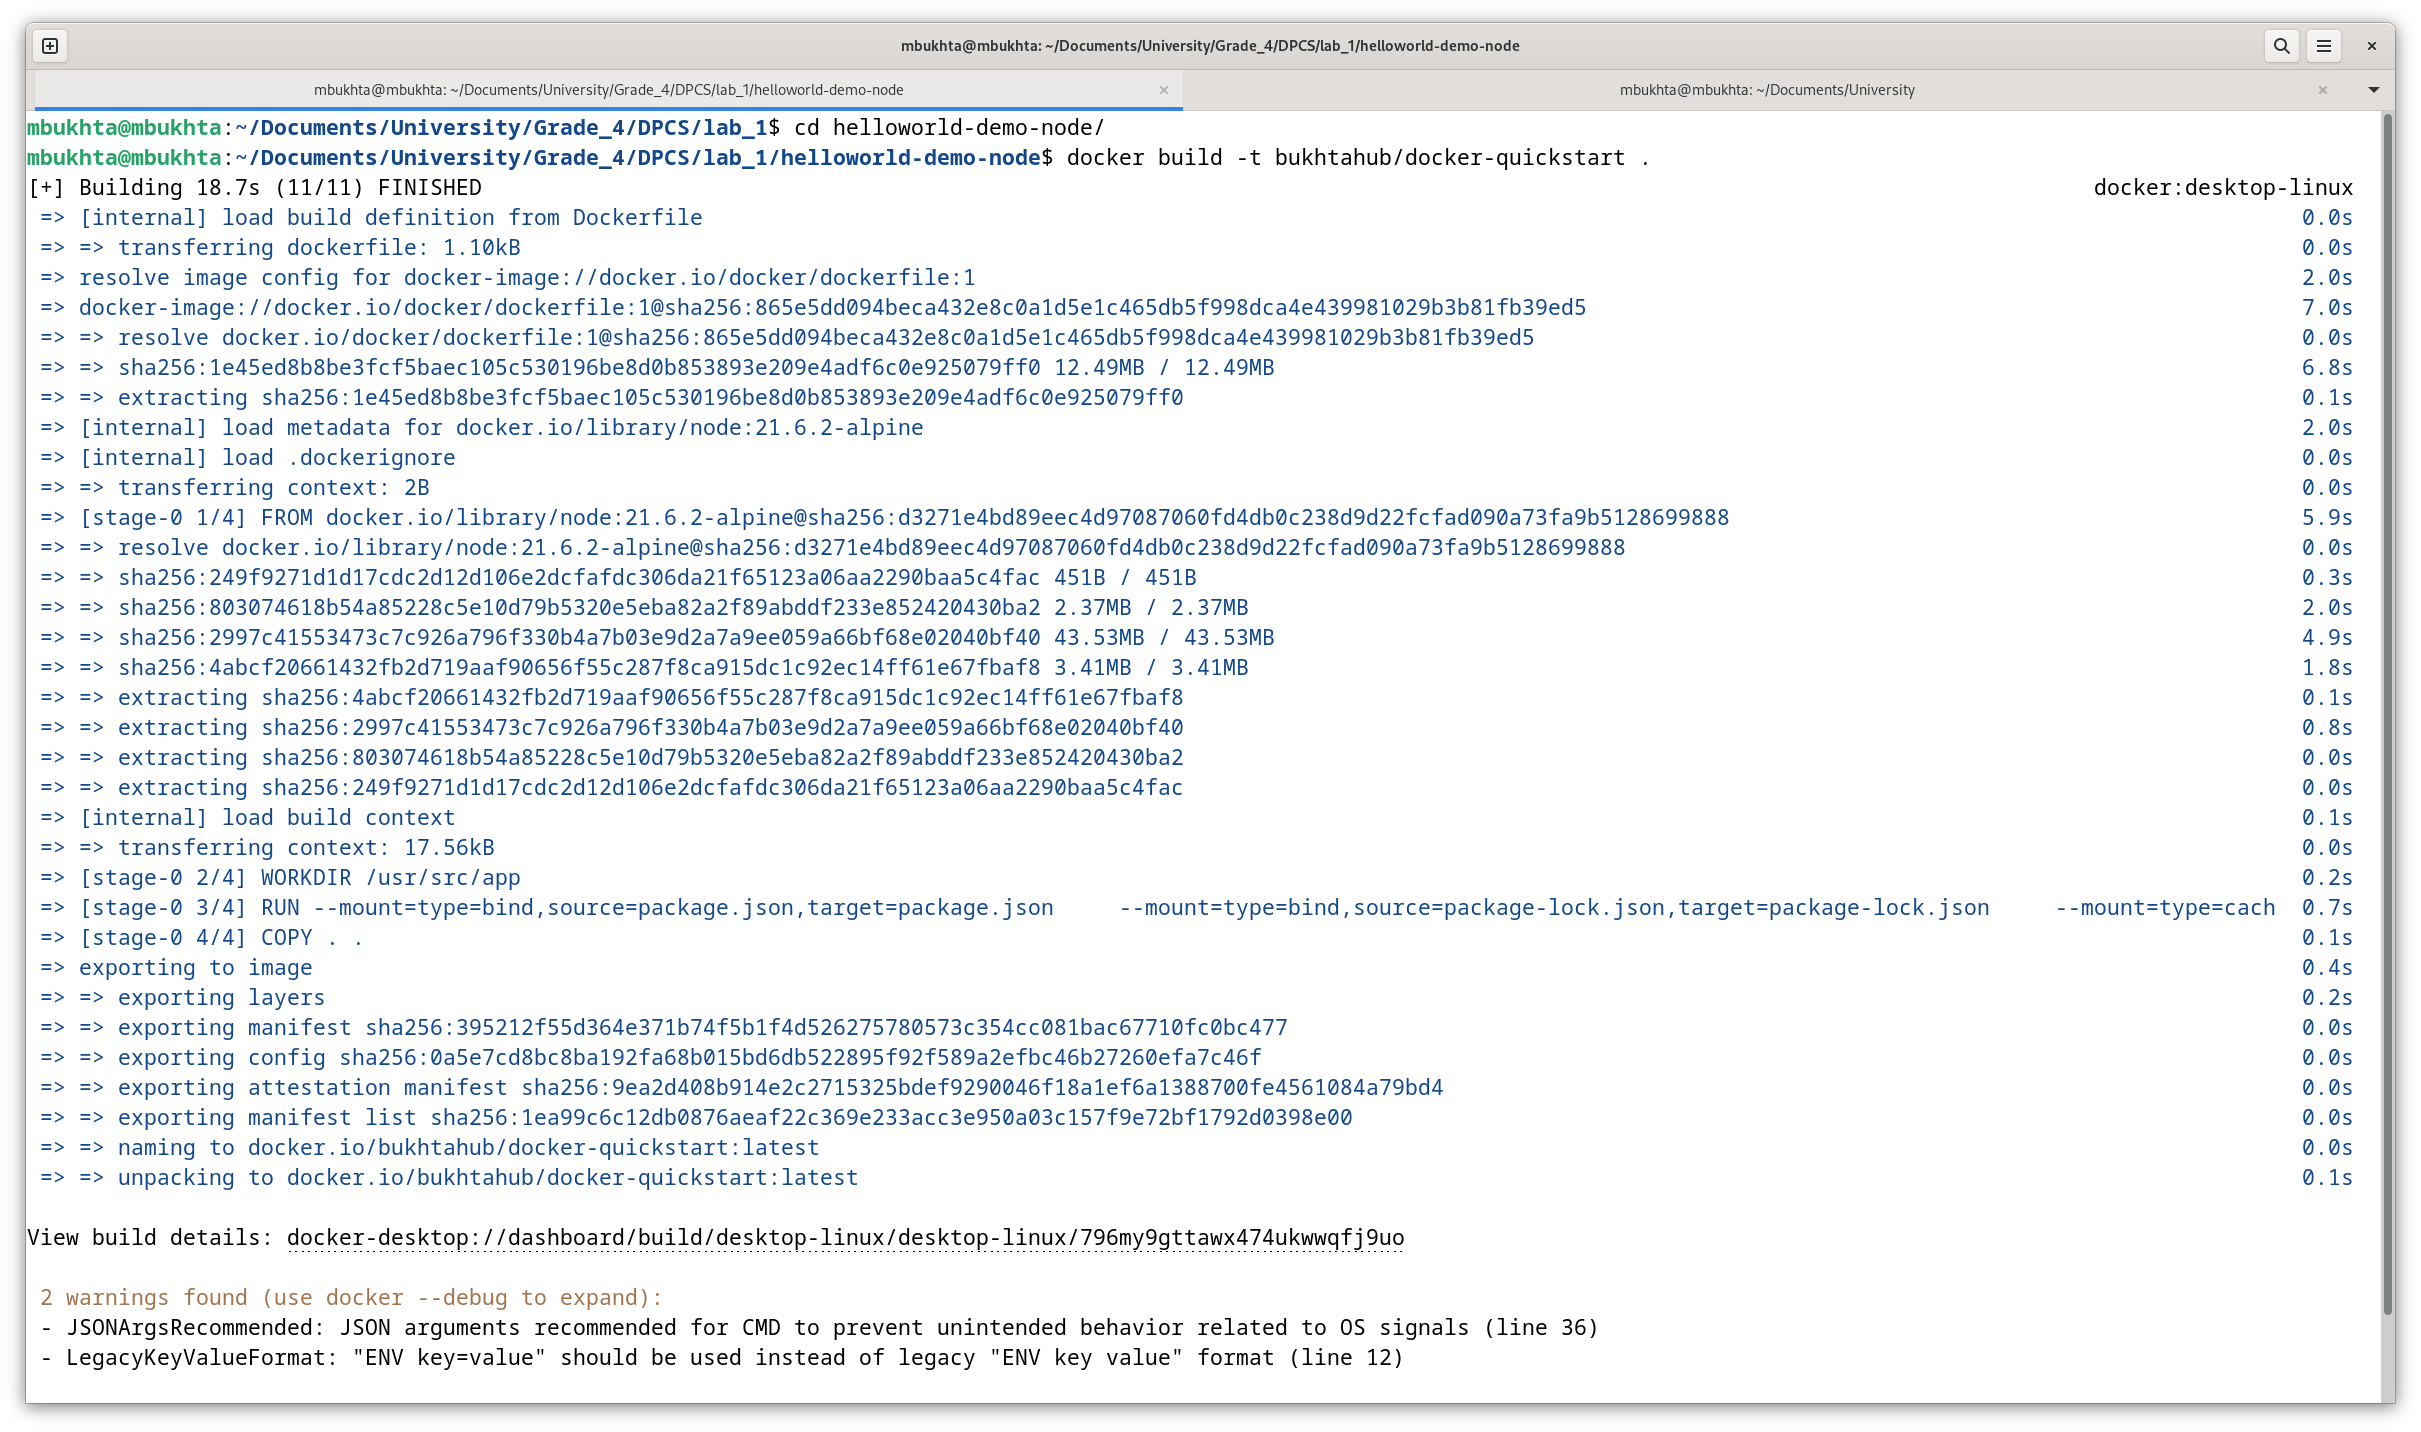 mbukhta@mbukhta: ~/Documents/University/Grade_4/DPCS/lab_1/helloworld-demo-node
mbukhta@mbukhta: ~/Documents/University/Grade_4/DPCS/lab_1/helloworld-demo-node × mbukhta@mbukhta: ~/Documents/University ×
mbukhta@mbukhta:~/Documents/University/Grade_4/DPCS/lab_1$ cd helloworld-demo-node/
mbukhta@mbukhta:~/Documents/University/Grade_4/DPCS/lab_1/helloworld-demo-node$ docker build -t bukhtahub/docker-quickstart .
[+] Building 18.7s (11/11) FINISHED docker:desktop-linux
=> [internal] load build definition from Dockerfile 0.0s
=> => transferring dockerfile: 1.10kB 0.0s
=> resolve image config for docker-image://docker.io/docker/dockerfile:1 2.0s
=> docker-image://docker.io/docker/dockerfile:1@sha256:865e5dd094beca432e8c0a1d5e1c465db5f998dca4e439981029b3b81fb39ed5 7.0s
=> => resolve docker.io/docker/dockerfile:1@sha256:865e5dd094beca432e8c0a1d5e1c465db5f998dca4e439981029b3b81fb39ed5 0.0s
=> => sha256:1e45ed8b8be3fcf5baec105c530196be8d0b853893e209e4adf6c0e925079ff0 12.49MB / 12.49MB 6.8s
=> => extracting sha256:1e45ed8b8be3fcf5baec105c530196be8d0b853893e209e4adf6c0e925079ff0 0.1s
=> [internal] load metadata for docker.io/library/node:21.6.2-alpine 2.0s
=> [internal] load .dockerignore 0.0s
=> => transferring context: 2B 0.0s
=> [stage-0 1/4] FROM docker.io/library/node:21.6.2-alpine@sha256:d3271e4bd89eec4d97087060fd4db0c238d9d22fcfad090a73fa9b5128699888 5.9s
=> => resolve docker.io/library/node:21.6.2-alpine@sha256:d3271e4bd89eec4d97087060fd4db0c238d9d22fcfad090a73fa9b5128699888 0.0s
=> => sha256:249f9271d1d17cdc2d12d106e2dcfafdc306da21f65123a06aa2290baa5c4fac 451B / 451B 0.3s
=> => sha256:803074618b54a85228c5e10d79b5320e5eba82a2f89abddf233e852420430ba2 2.37MB / 2.37MB 2.0s
=> => sha256:2997c41553473c7c926a796f330b4a7b03e9d2a7a9ee059a66bf68e02040bf40 43.53MB / 43.53MB 4.9s
=> => sha256:4abcf20661432fb2d719aaf90656f55c287f8ca915dc1c92ec14ff61e67fbaf8 3.41MB / 3.41MB 1.8s
=> => extracting sha256:4abcf20661432fb2d719aaf90656f55c287f8ca915dc1c92ec14ff61e67fbaf8 0.1s
=> => extracting sha256:2997c41553473c7c926a796f330b4a7b03e9d2a7a9ee059a66bf68e02040bf40 0.8s
=> => extracting sha256:803074618b54a85228c5e10d79b5320e5eba82a2f89abddf233e852420430ba2 0.0s
=> => extracting sha256:249f9271d1d17cdc2d12d106e2dcfafdc306da21f65123a06aa2290baa5c4fac 0.0s
=> [internal] load build context 0.1s
=> => transferring context: 17.56kB 0.0s
=> [stage-0 2/4] WORKDIR /usr/src/app 0.2s
=> [stage-0 3/4] RUN --mount=type=bind,source=package.json,target=package.json     --mount=type=bind,source=package-lock.json,target=package-lock.json     --mount=type=cach 0.7s
=> [stage-0 4/4] COPY . . 0.1s
=> exporting to image 0.4s
=> => exporting layers 0.2s
=> => exporting manifest sha256:395212f55d364e371b74f5b1f4d526275780573c354cc081bac67710fc0bc477 0.0s
=> => exporting config sha256:0a5e7cd8bc8ba192fa68b015bd6db522895f92f589a2efbc46b27260efa7c46f 0.0s
=> => exporting attestation manifest sha256:9ea2d408b914e2c2715325bdef9290046f18a1ef6a1388700fe4561084a79bd4 0.0s
=> => exporting manifest list sha256:1ea99c6c12db0876aeaf22c369e233acc3e950a03c157f9e72bf1792d0398e00 0.0s
=> => naming to docker.io/bukhtahub/docker-quickstart:latest 0.0s
=> => unpacking to docker.io/bukhtahub/docker-quickstart:latest 0.1s
View build details: docker-desktop://dashboard/build/desktop-linux/desktop-linux/796my9gttawx474ukwwqfj9uo
2 warnings found (use docker --debug to expand):
- JSONArgsRecommended: JSON arguments recommended for CMD to prevent unintended behavior related to OS signals (line 36)
- LegacyKeyValueFormat: "ENV key=value" should be used instead of legacy "ENV key value" format (line 12)